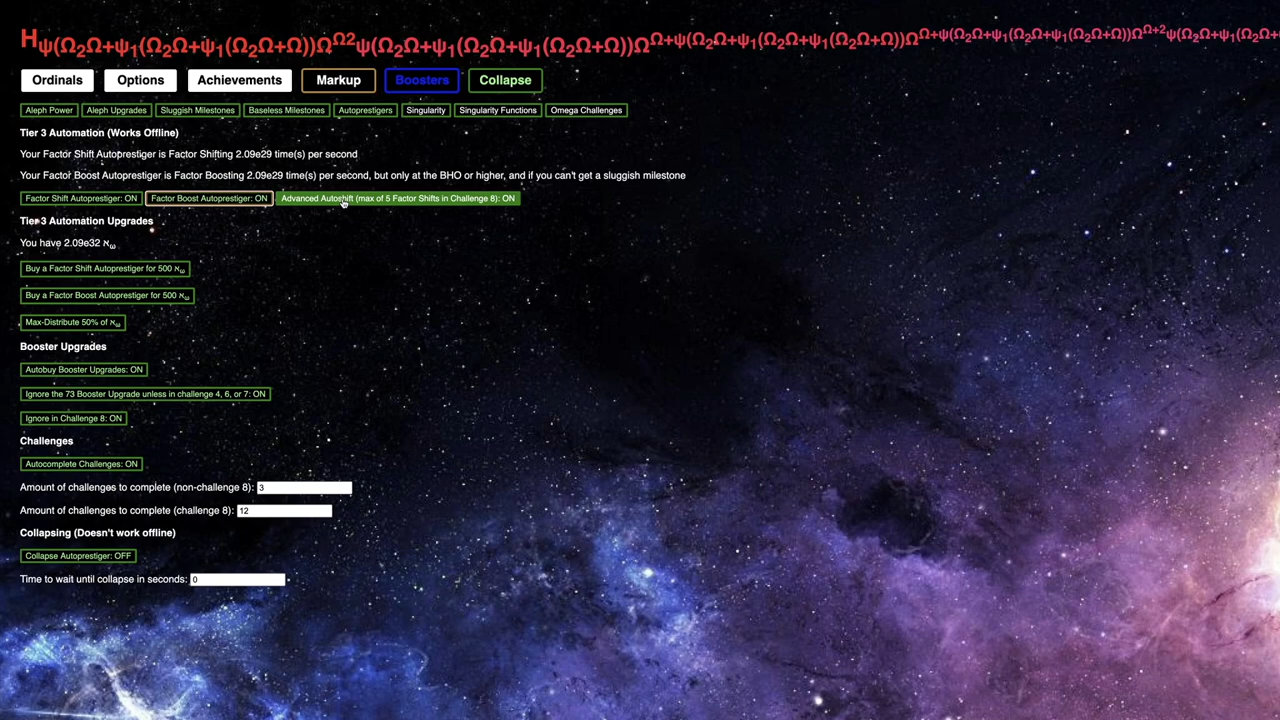 Hψ(Ω₂Ω+ψ₁(Ω₂Ω+ψ₁(Ω₂Ω+Ω))Ω^Ω2ψ(Ω₂Ω+ψ₁(Ω₂Ω+ψ₁(Ω₂Ω+Ω))Ω^Ω+ψ(Ω₂Ω+ψ₁(Ω₂Ω+ψ₁(Ω₂Ω+Ω))Ω^Ω+ψ(Ω₂Ω+ψ₁(Ω₂Ω+ψ₁(Ω₂Ω+Ω))Ω^Ω+2ψ(Ω₂Ω+ψ₁(Ω₂Ω+
Ordinals Options Achievements Markup Boosters Collapse
Aleph Power Aleph Upgrades Sluggish Milestones Baseless Milestones Autoprestigers Singularity Singularity Functions Omega Challenges
Tier 3 Automation (Works Offline)
Your Factor Shift Autoprestiger is Factor Shifting 2.09e29 time(s) per second
Your Factor Boost Autoprestiger is Factor Boosting 2.09e29 time(s) per second, but only at the BHO or higher, and if you can't get a sluggish milestone
Factor Shift Autoprestiger: ON Factor Boost Autoprestiger: ON Advanced Autoshift (max of 5 Factor Shifts in Challenge 8): ON
Tier 3 Automation Upgrades
You have 2.09e32 ℵω
Buy a Factor Shift Autoprestiger for 500 ℵω
Buy a Factor Boost Autoprestiger for 500 ℵω
Max-Distribute 50% of ℵω
Booster Upgrades
Autobuy Booster Upgrades: ON
Ignore the 73 Booster Upgrade unless in challenge 4, 6, or 7: ON
Ignore in Challenge 8: ON
Challenges
Autocomplete Challenges: ON
Amount of challenges to complete (non-challenge 8): 3
Amount of challenges to complete (challenge 8): 12
Collapsing (Doesn't work offline)
Collapse Autoprestiger: OFF
Time to wait until collapse in seconds: 0